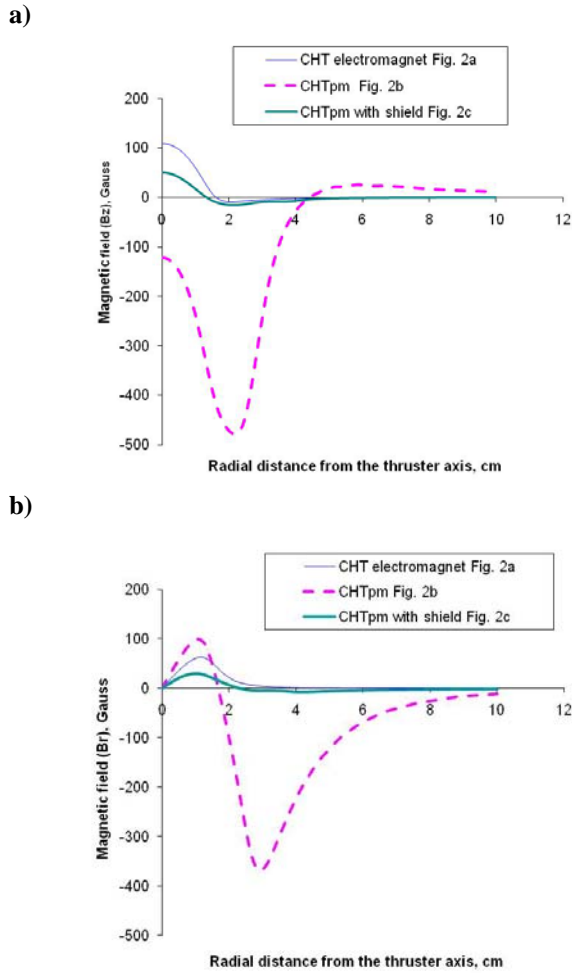 a)
CHT electromagnet Fig. 2a
CHTpm Fig. 2b
CHTpm with shield Fig. 2c
Magnetic field (Bz), Gauss
200
100
0
-100
-200
-300
-400
-500
0 2 4 6 8 10 12
Radial distance from the thruster axis, cm
b)
CHT electromagnet Fig. 2a
CHTpm Fig. 2b
CHTpm with shield Fig. 2c
Magnetic field (Br), Gauss
200
100
0
-100
-200
-300
-400
-500
0 2 4 6 8 10 12
Radial distance from the thruster axis, cm